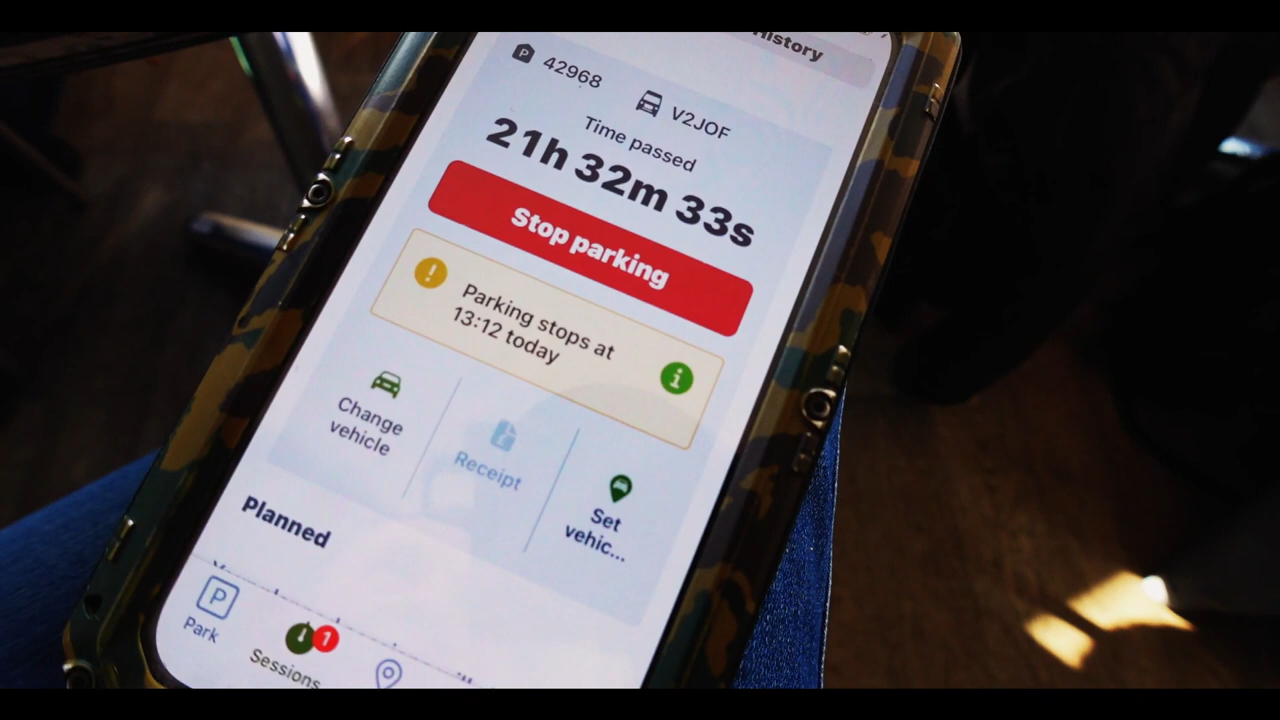 History
42968
V2JOF
Time passed
21h 32m 33s
Stop parking
Parking stops at
13:12 today
Change
vehicle
Receipt
Set
vehic...
Planned
P
Park
1
Sessions